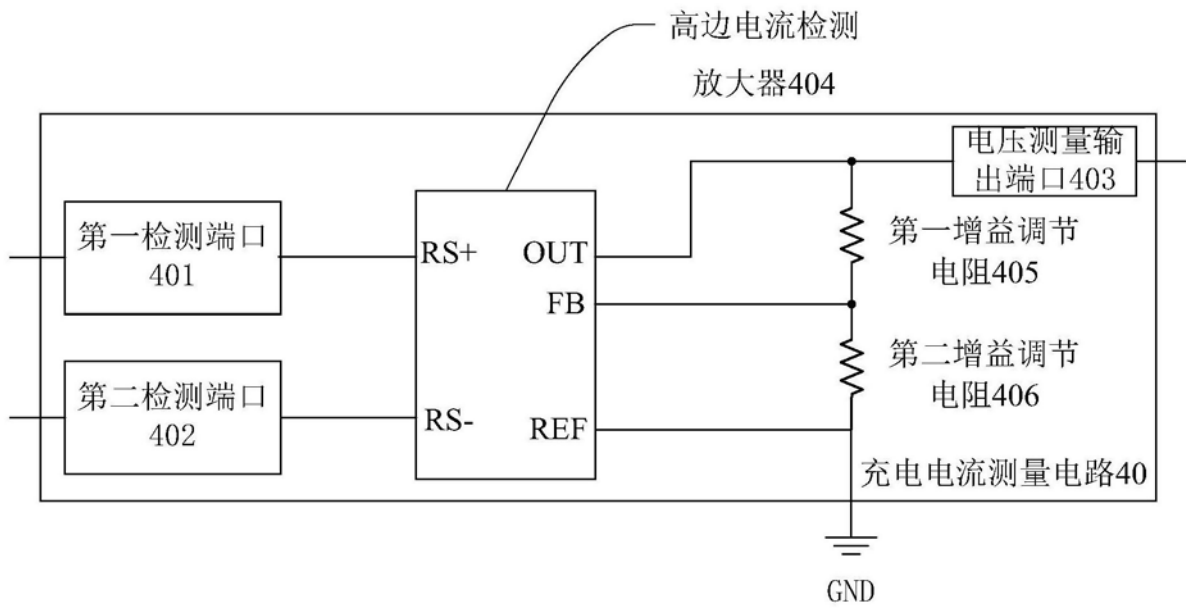 高边电流检测
放大器404
电压测量输
出端口403
第一检测端口
401
RS+
OUT
第一增益调节
电阻405
FB
第二检测端口
402
RS-
REF
第二增益调节
电阻406
充电电流测量电路40
GND